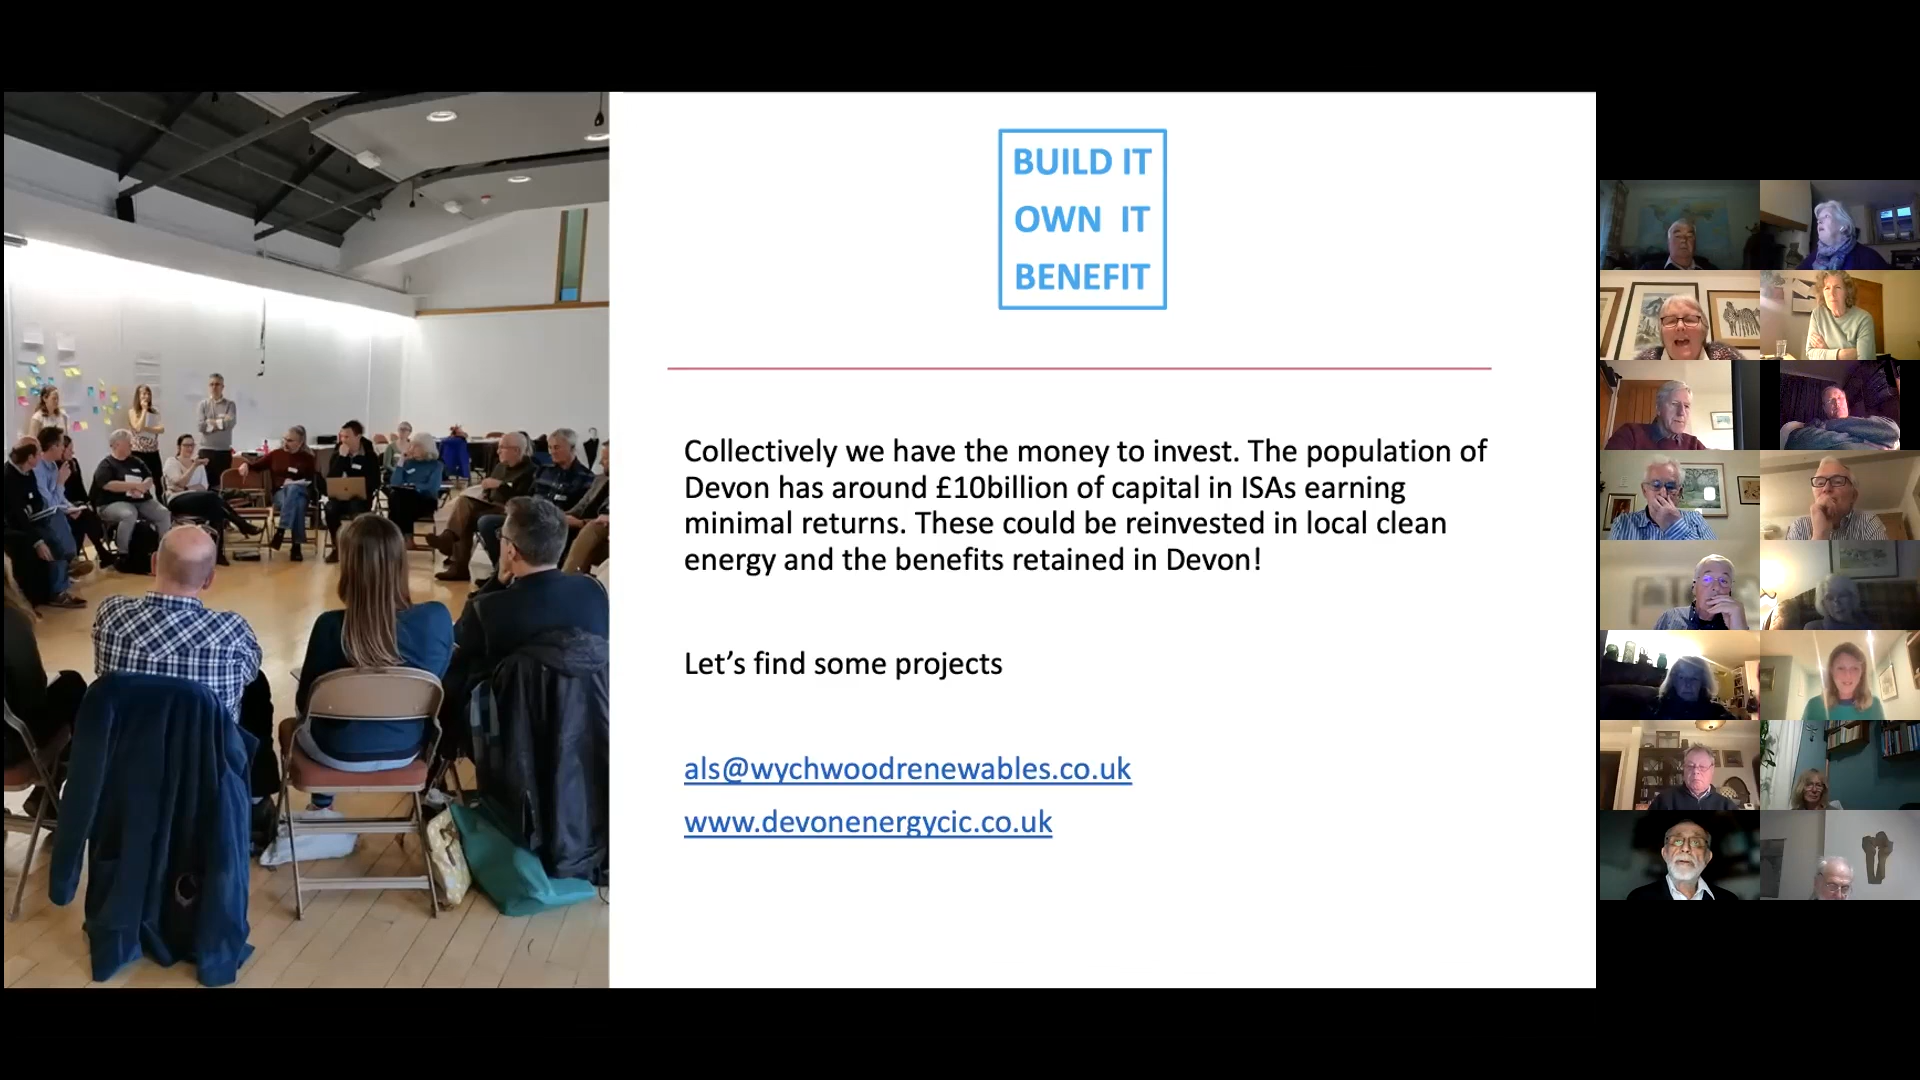 BUILD IT
OWN IT
BENEFIT
Collectively we have the money to invest. The population of
Devon has around £10billion of capital in ISAs earning
minimal returns. These could be reinvested in local clean
energy and the benefits retained in Devon!
Let’s find some projects
als@wychwoodrenewables.co.uk
www.devonenergycic.co.uk